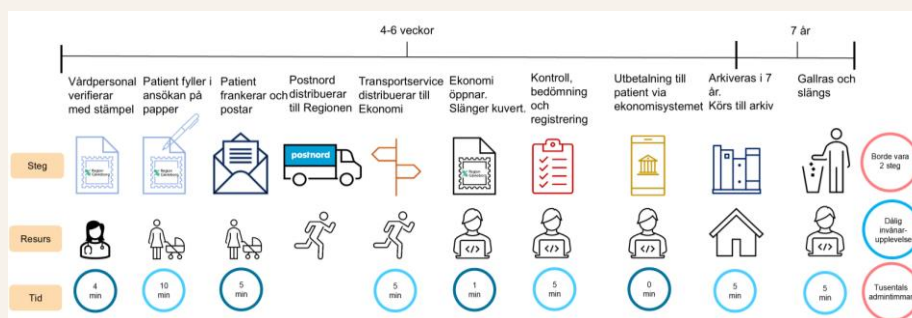 4-6 veckor
7 år
Vårdpersonal
verifierar
med stämpel
Patient fyller i
ansökan på
papper
Patient
frankerar och
postar
Postnord
distribuerar
till Regionen
Transportservice
distribuerar till
Ekonomi
Ekonomi
öppnar.
Slänger kuvert.
Kontroll,
bedömning
och
registrering
Utbetalning till
patient via
ekonomisystemet
Arkiveras i 7
år.
Körs till arkiv
Gallras och
slängs
Steg
postnord
Borde vara
2 steg
Resurs
</>
</>
</>
</>
Dålig
invånar-
upplevelse
Tid
4
min
10
min
5
min
5
min
1
min
5
min
0
min
5
min
5
min
Tusentals
admintimmar